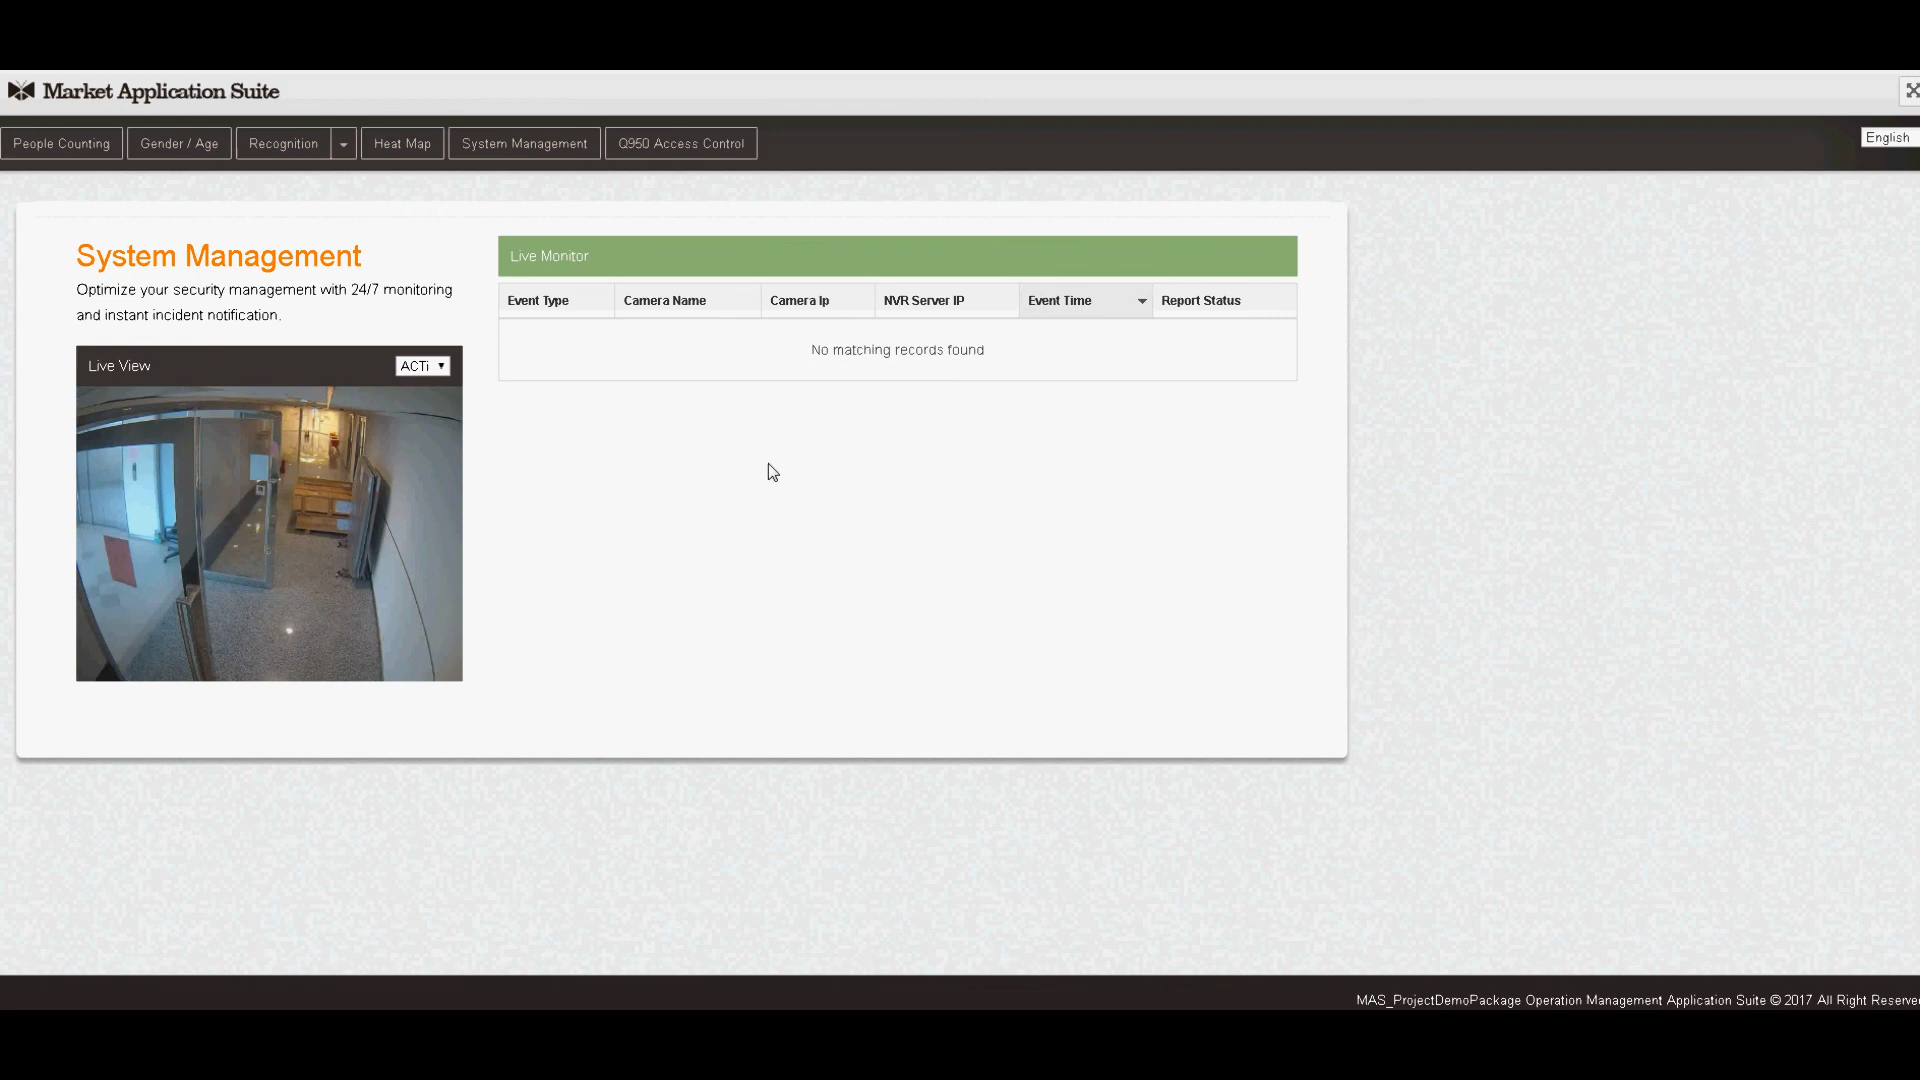 Market Application Suite
People Counting
Gender / Age
Recognition
Heat Map
System Management
Q950 Access Control
English
System Management
Optimize your security management with 24/7 monitoring
and instant incident notification.
Live View
ACTi
Live Monitor
Event Type
Camera Name
Camera Ip
NVR Server IP
Event Time
Report Status
No matching records found
MAS_ProjectDemoPackage Operation Management Application Suite © 2017 All Right Reserve